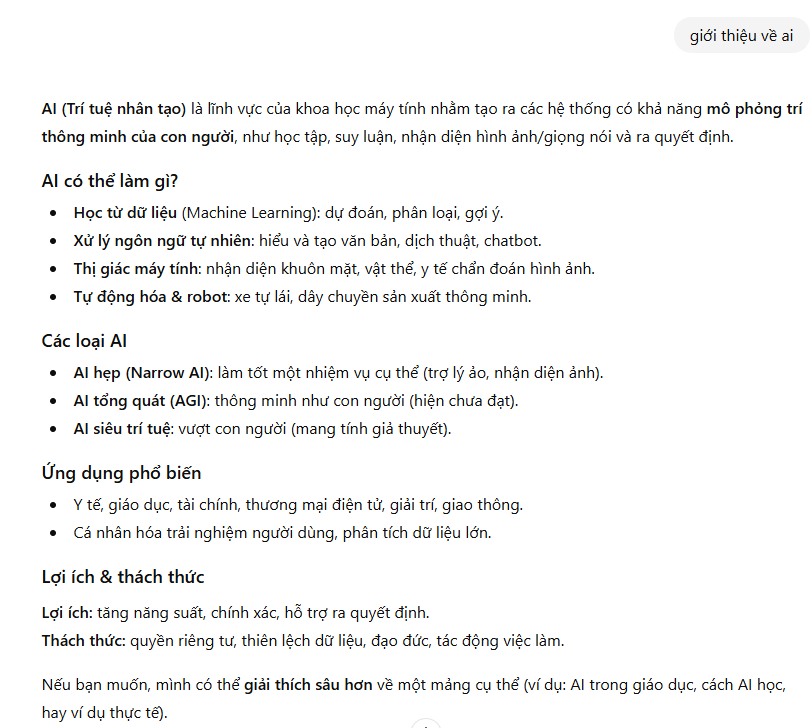 giới thiệu về ai
AI (Trí tuệ nhân tạo) là lĩnh vực của khoa học máy tính nhằm tạo ra các hệ thống có khả năng mô phỏng trí
thông minh của con người, như học tập, suy luận, nhận diện hình ảnh/giọng nói và ra quyết định.
AI có thể làm gì?
• Học từ dữ liệu (Machine Learning): dự đoán, phân loại, gợi ý.
• Xử lý ngôn ngữ tự nhiên: hiểu và tạo văn bản, dịch thuật, chatbot.
• Thị giác máy tính: nhận diện khuôn mặt, vật thể, y tế chẩn đoán hình ảnh.
• Tự động hóa & robot: xe tự lái, dây chuyền sản xuất thông minh.
Các loại AI
• AI hẹp (Narrow AI): làm tốt một nhiệm vụ cụ thể (trợ lý ảo, nhận diện ảnh).
• AI tổng quát (AGI): thông minh như con người (hiện chưa đạt).
• AI siêu trí tuệ: vượt con người (mang tính giả thuyết).
Ứng dụng phổ biến
• Y tế, giáo dục, tài chính, thương mại điện tử, giải trí, giao thông.
• Cá nhân hóa trải nghiệm người dùng, phân tích dữ liệu lớn.
Lợi ích & thách thức
Lợi ích: tăng năng suất, chính xác, hỗ trợ ra quyết định.
Thách thức: quyền riêng tư, thiên lệch dữ liệu, đạo đức, tác động việc làm.
Nếu bạn muốn, mình có thể giải thích sâu hơn về một mảng cụ thể (ví dụ: AI trong giáo dục, cách AI học,
hay ví dụ thực tế).